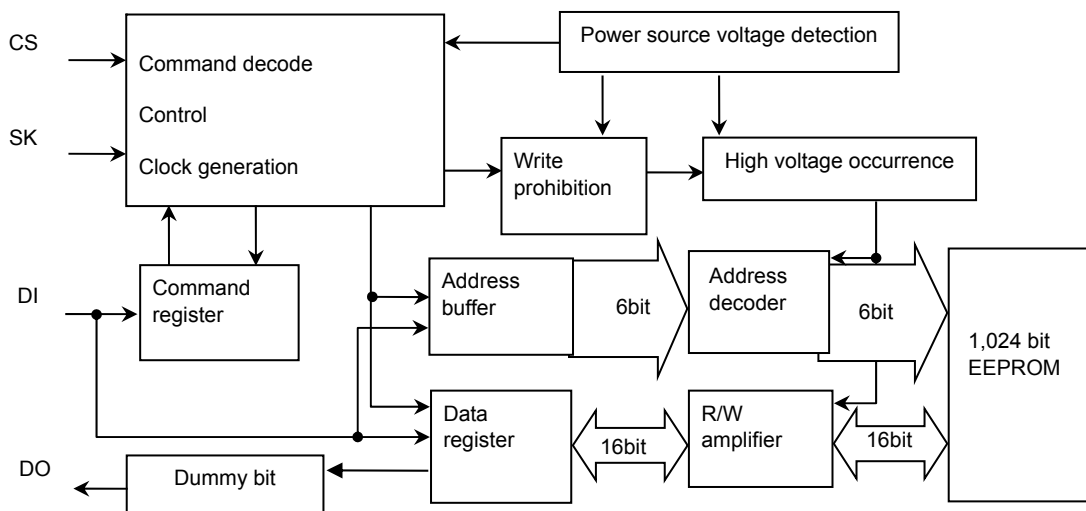 CS
Command decode
Control
Clock generation
Power source voltage detection
SK
Write
prohibition
High voltage occurrence
DI
Command
register
Address
buffer
6bit
Address
decoder
6bit
1,024 bit
EEPROM
Data
register
16bit
R/W
amplifier
16bit
DO
Dummy bit